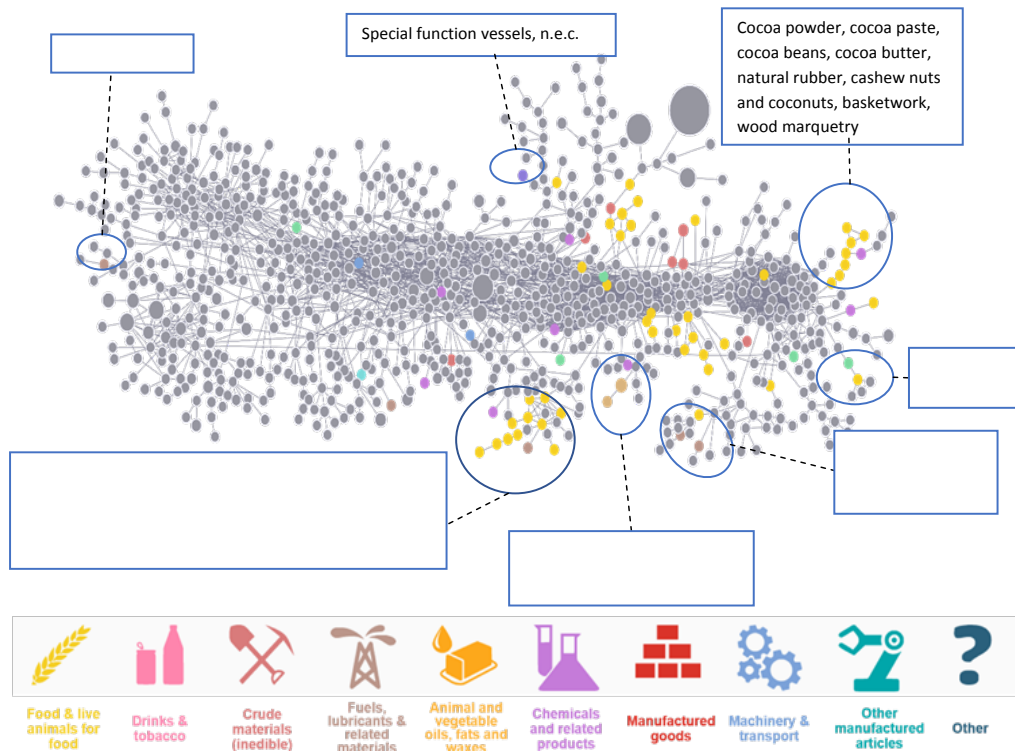 Special function vessels, n.e.c.
Cocoa powder, cocoa paste,
cocoa beans, cocoa butter,
natural rubber, cashew nuts
and coconuts, basketwork,
wood marquetry
Food & live
animals for
food
Drinks &
tobacco
Crude
materials
(inedible)
Fuels,
lubricants &
related
materials
Animal and
vegetable
oils, fats and
waxes
Chemicals
and related
products
Manufactured
goods
Machinery &
transport
Other
manufactured
articles
Other